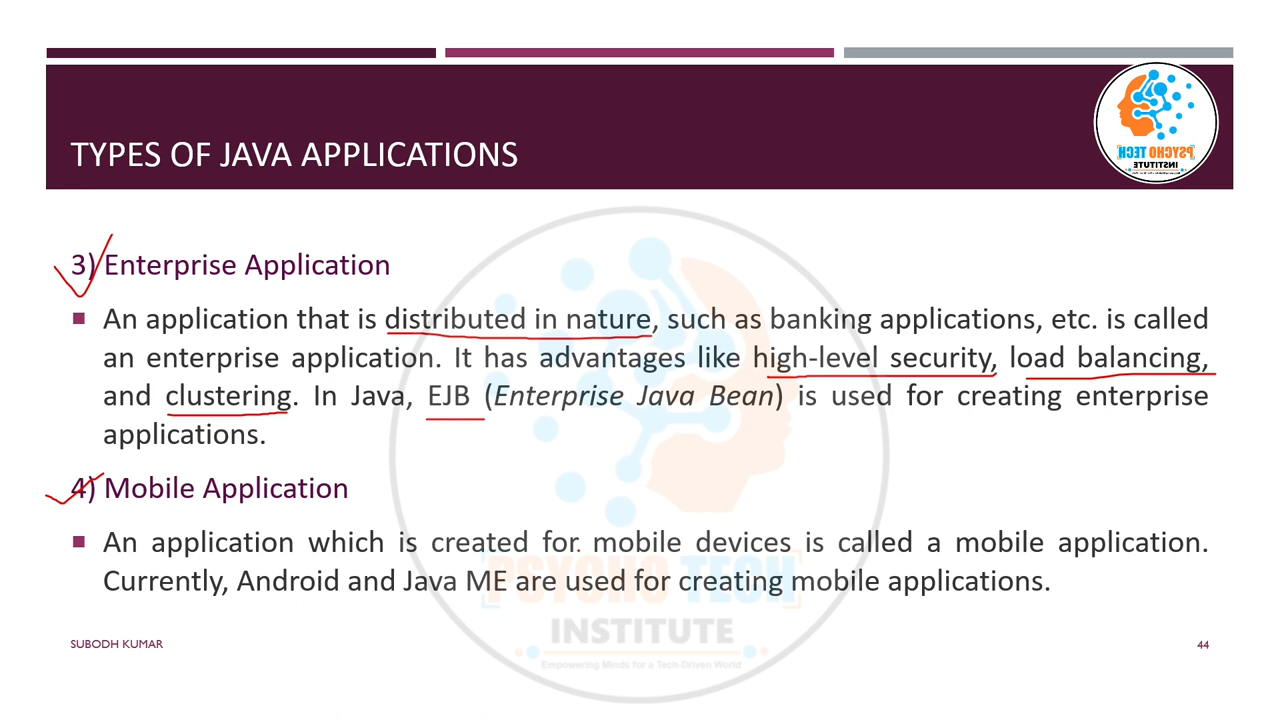 TYPES OF JAVA APPLICATIONS
PSYCHO TECH
INSTITUTE
3) Enterprise Application
An application that is distributed in nature, such as banking applications, etc. is called
an enterprise application. It has advantages like high-level security, load balancing,
and clustering. In Java, EJB (Enterprise Java Bean) is used for creating enterprise
applications.
4) Mobile Application
An application which is created for mobile devices is called a mobile application.
Currently, Android and Java ME are used for creating mobile applications.
PSYCHO TECH
INSTITUTE
Empowering Minds for a Tech-Driven World
SUBODH KUMAR
44